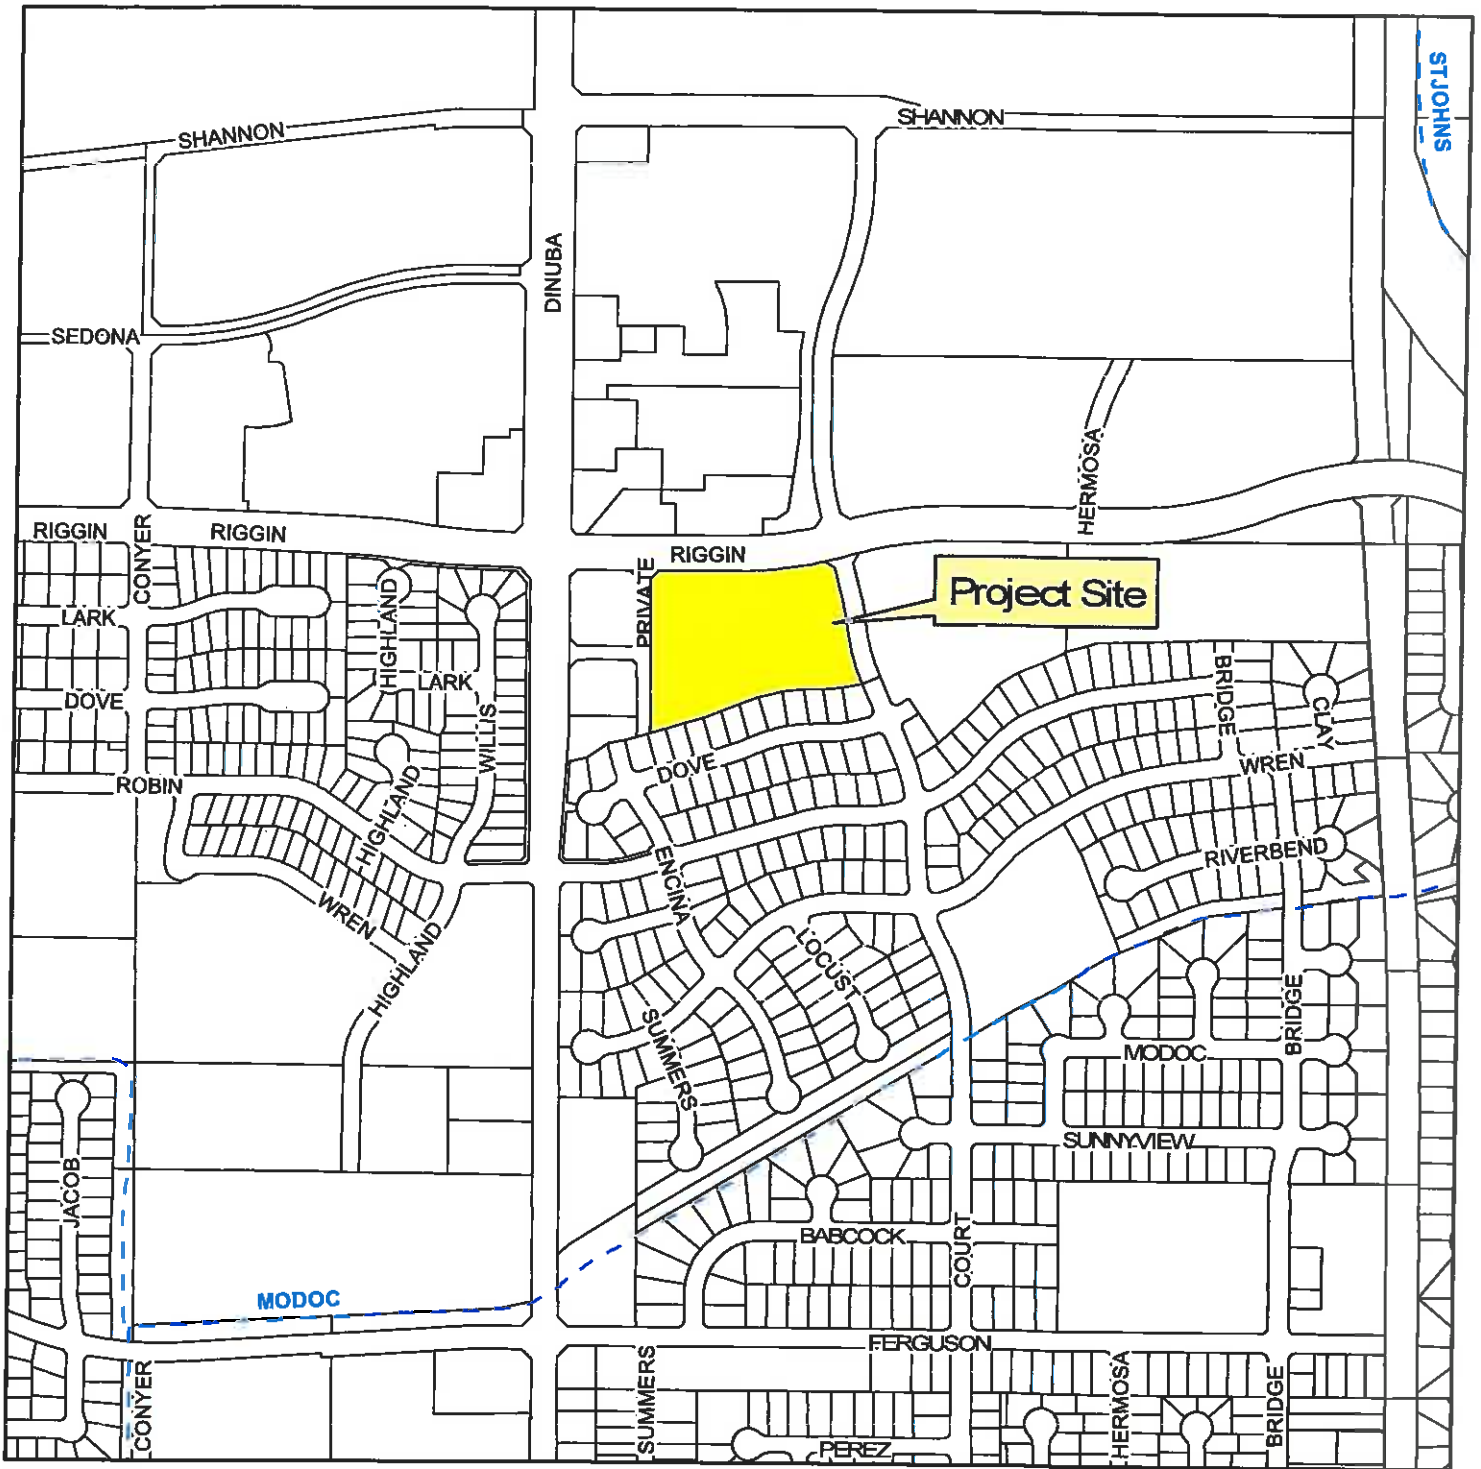 STJOHNS
SHANNON
SHANNON
DINUBA
SEDONA
HERMOSA
RIGGIN
CONYER
RIGGIN
RIGGIN
PRIVATE
Project Site
LARK
HIGHLAND
LARK
DOVE
WILLIS
BRIDGE
CLAY
DOVE
WREN
ROBIN
HIGHLAND
ENCINA
RIVERBEND
WREN
HIGHLAND
LOCUST
SUMMERS
BRIDGE
MODOC
SUNNYVIEW
JACOB
BABCOCK
COURT
MODOC
FERGUSON
CONYER
SUMMERS
HERMOSA
BRIDGE
PEREZ